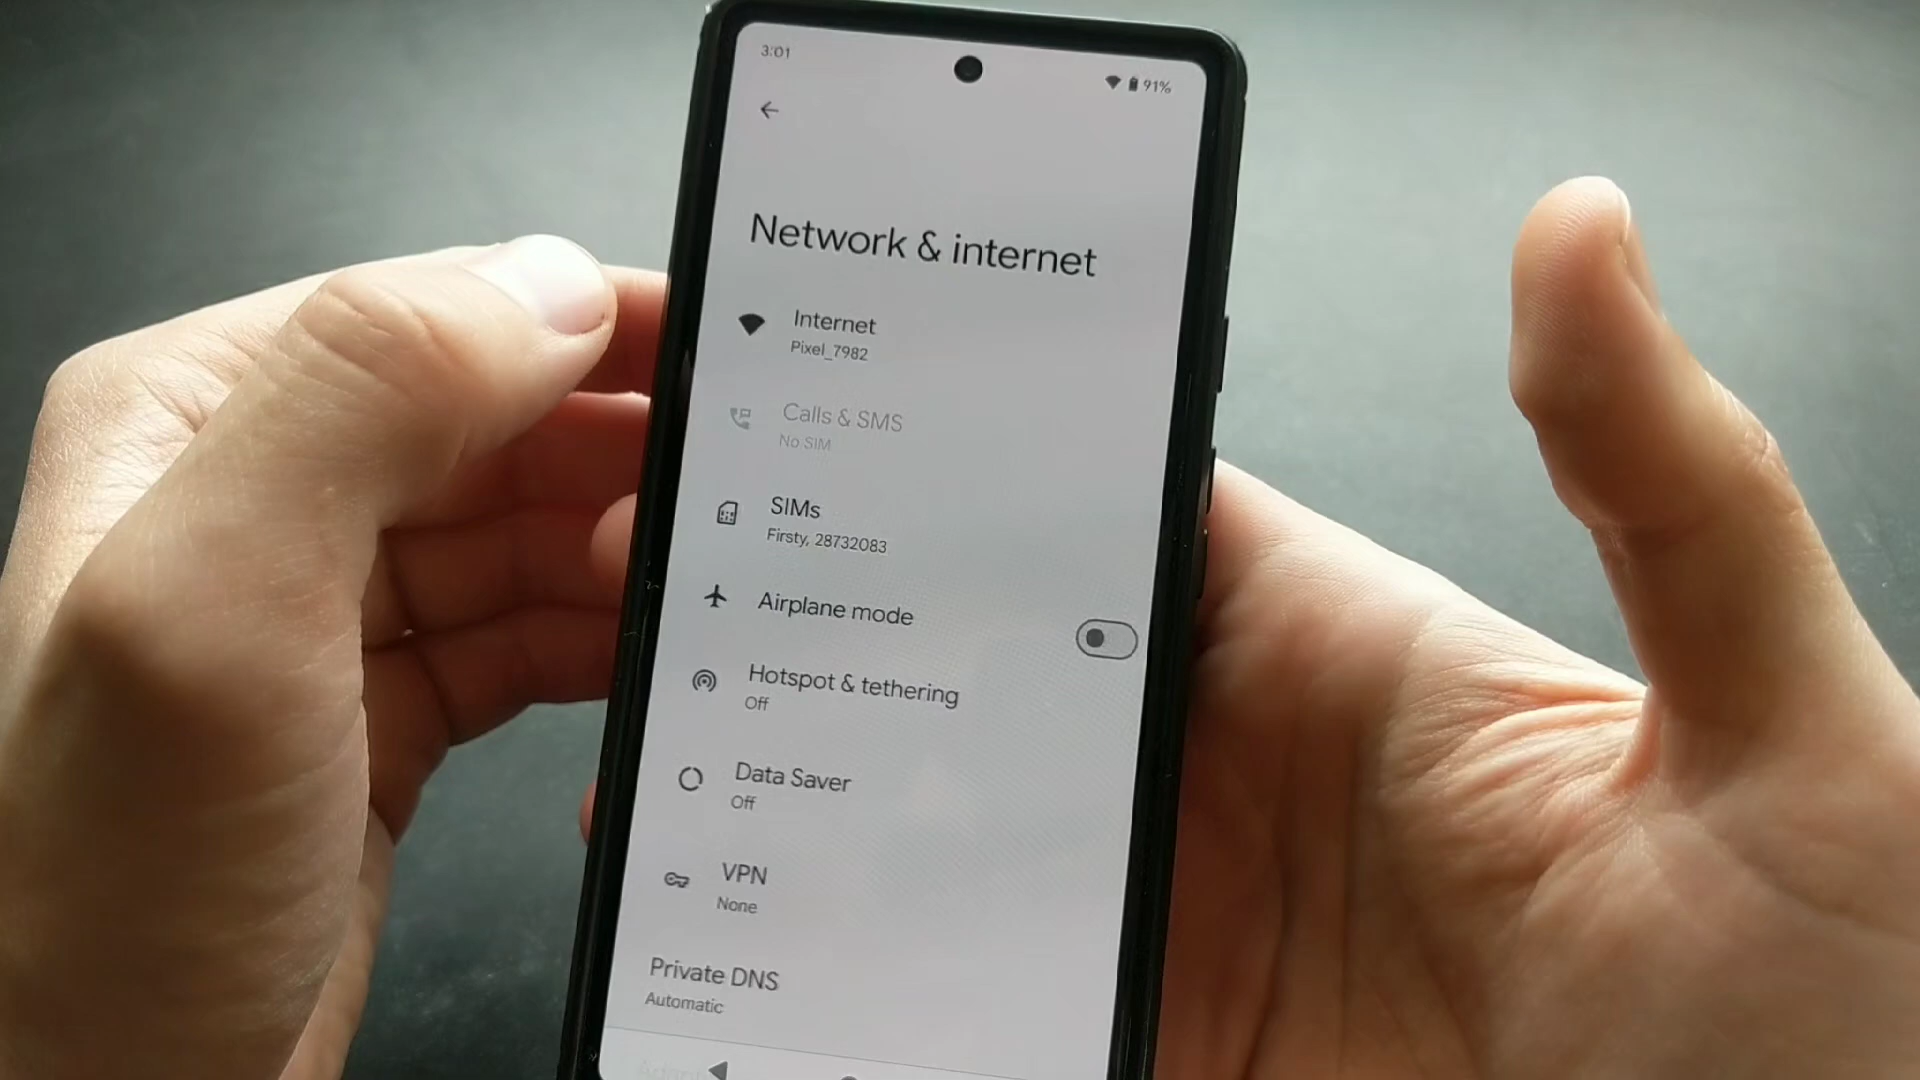 3:01
91%
Network & internet
Internet
Pixel_7982
Calls & SMS
No SIM
SIMs
Firsty, 28732083
Airplane mode
Hotspot & tethering
Off
Data Saver
Off
VPN
None
Private DNS
Automatic